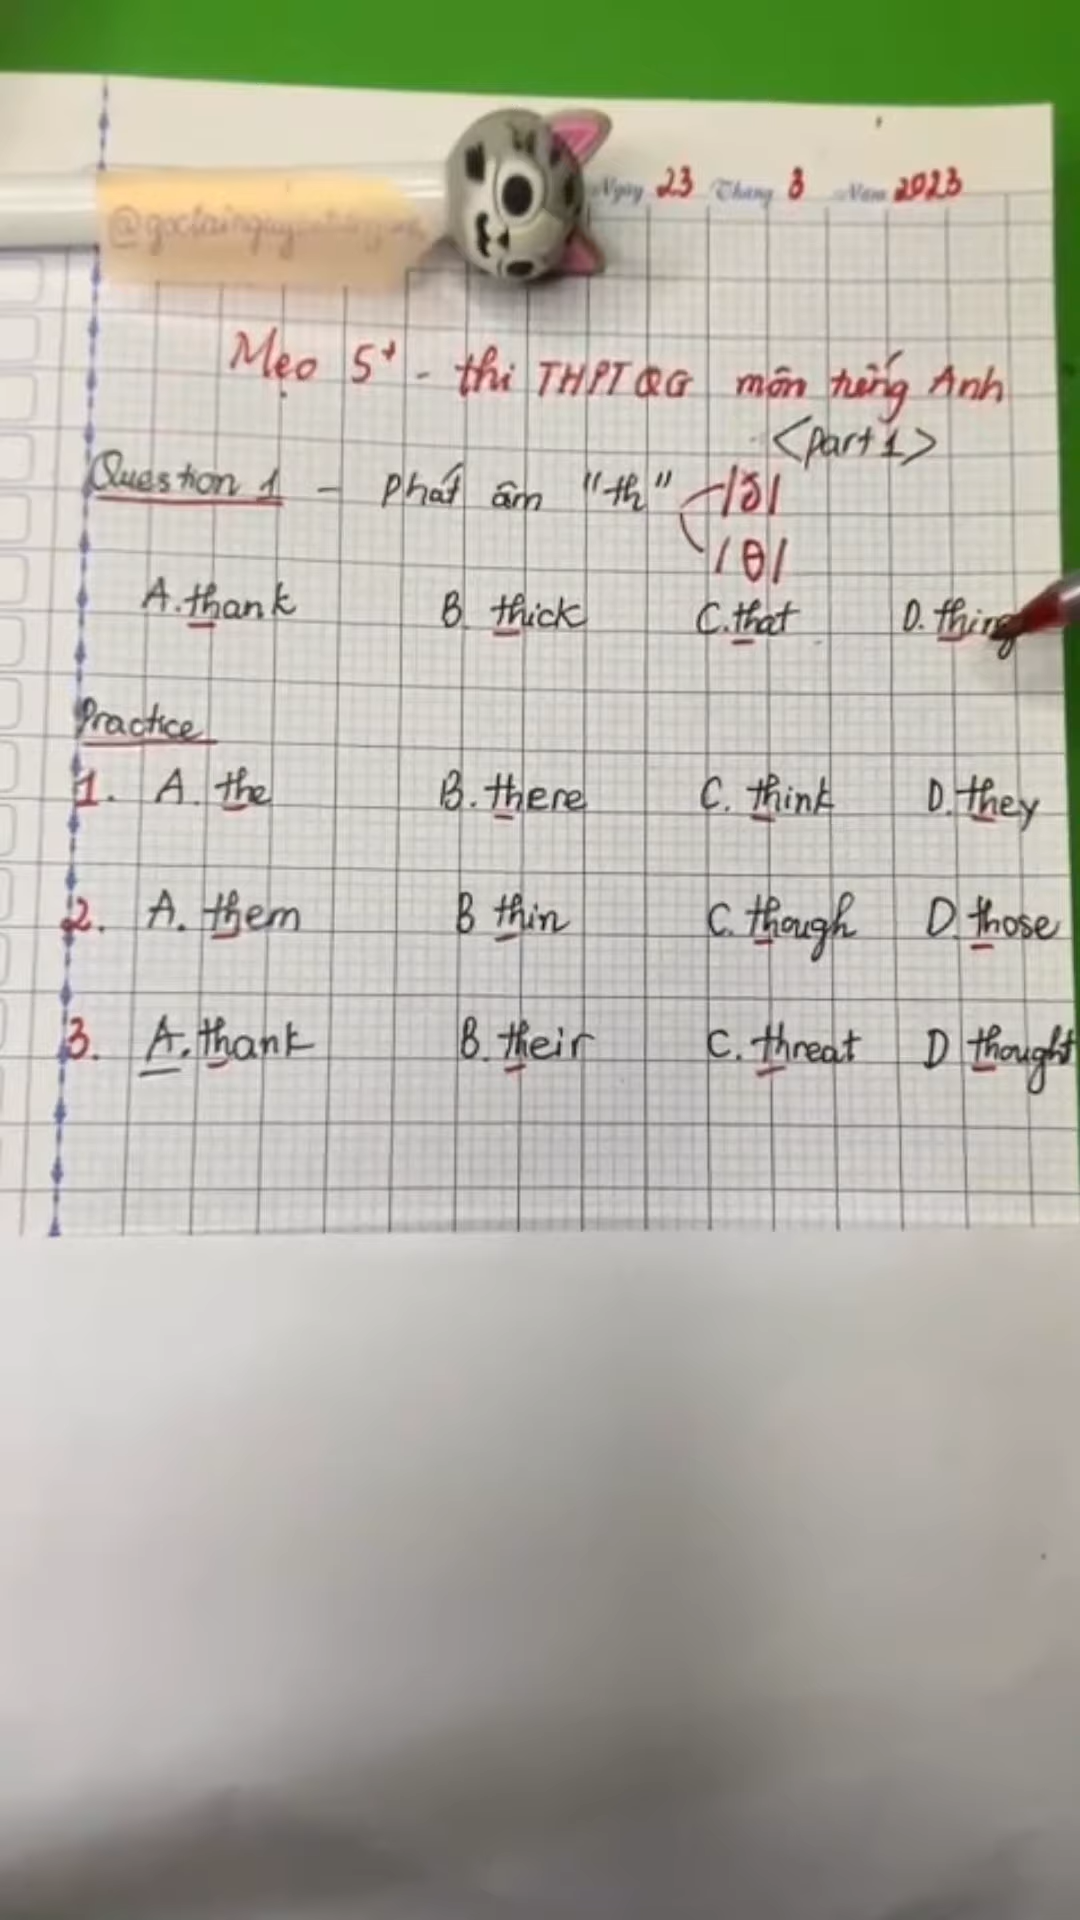 Ngày 23 Tháng 3 Năm 2023
Mẹo 5+ - thi THPTQG môn tiếng Anh
<part 1>
Question 1 - phát âm "th" /ð/
/θ/
A. thank B. thick C. that D. thing
Practice
1. A. the B. there C. think D. they
2. A. them B thin C. though D. those
3. A. thank B. their C. threat D thought